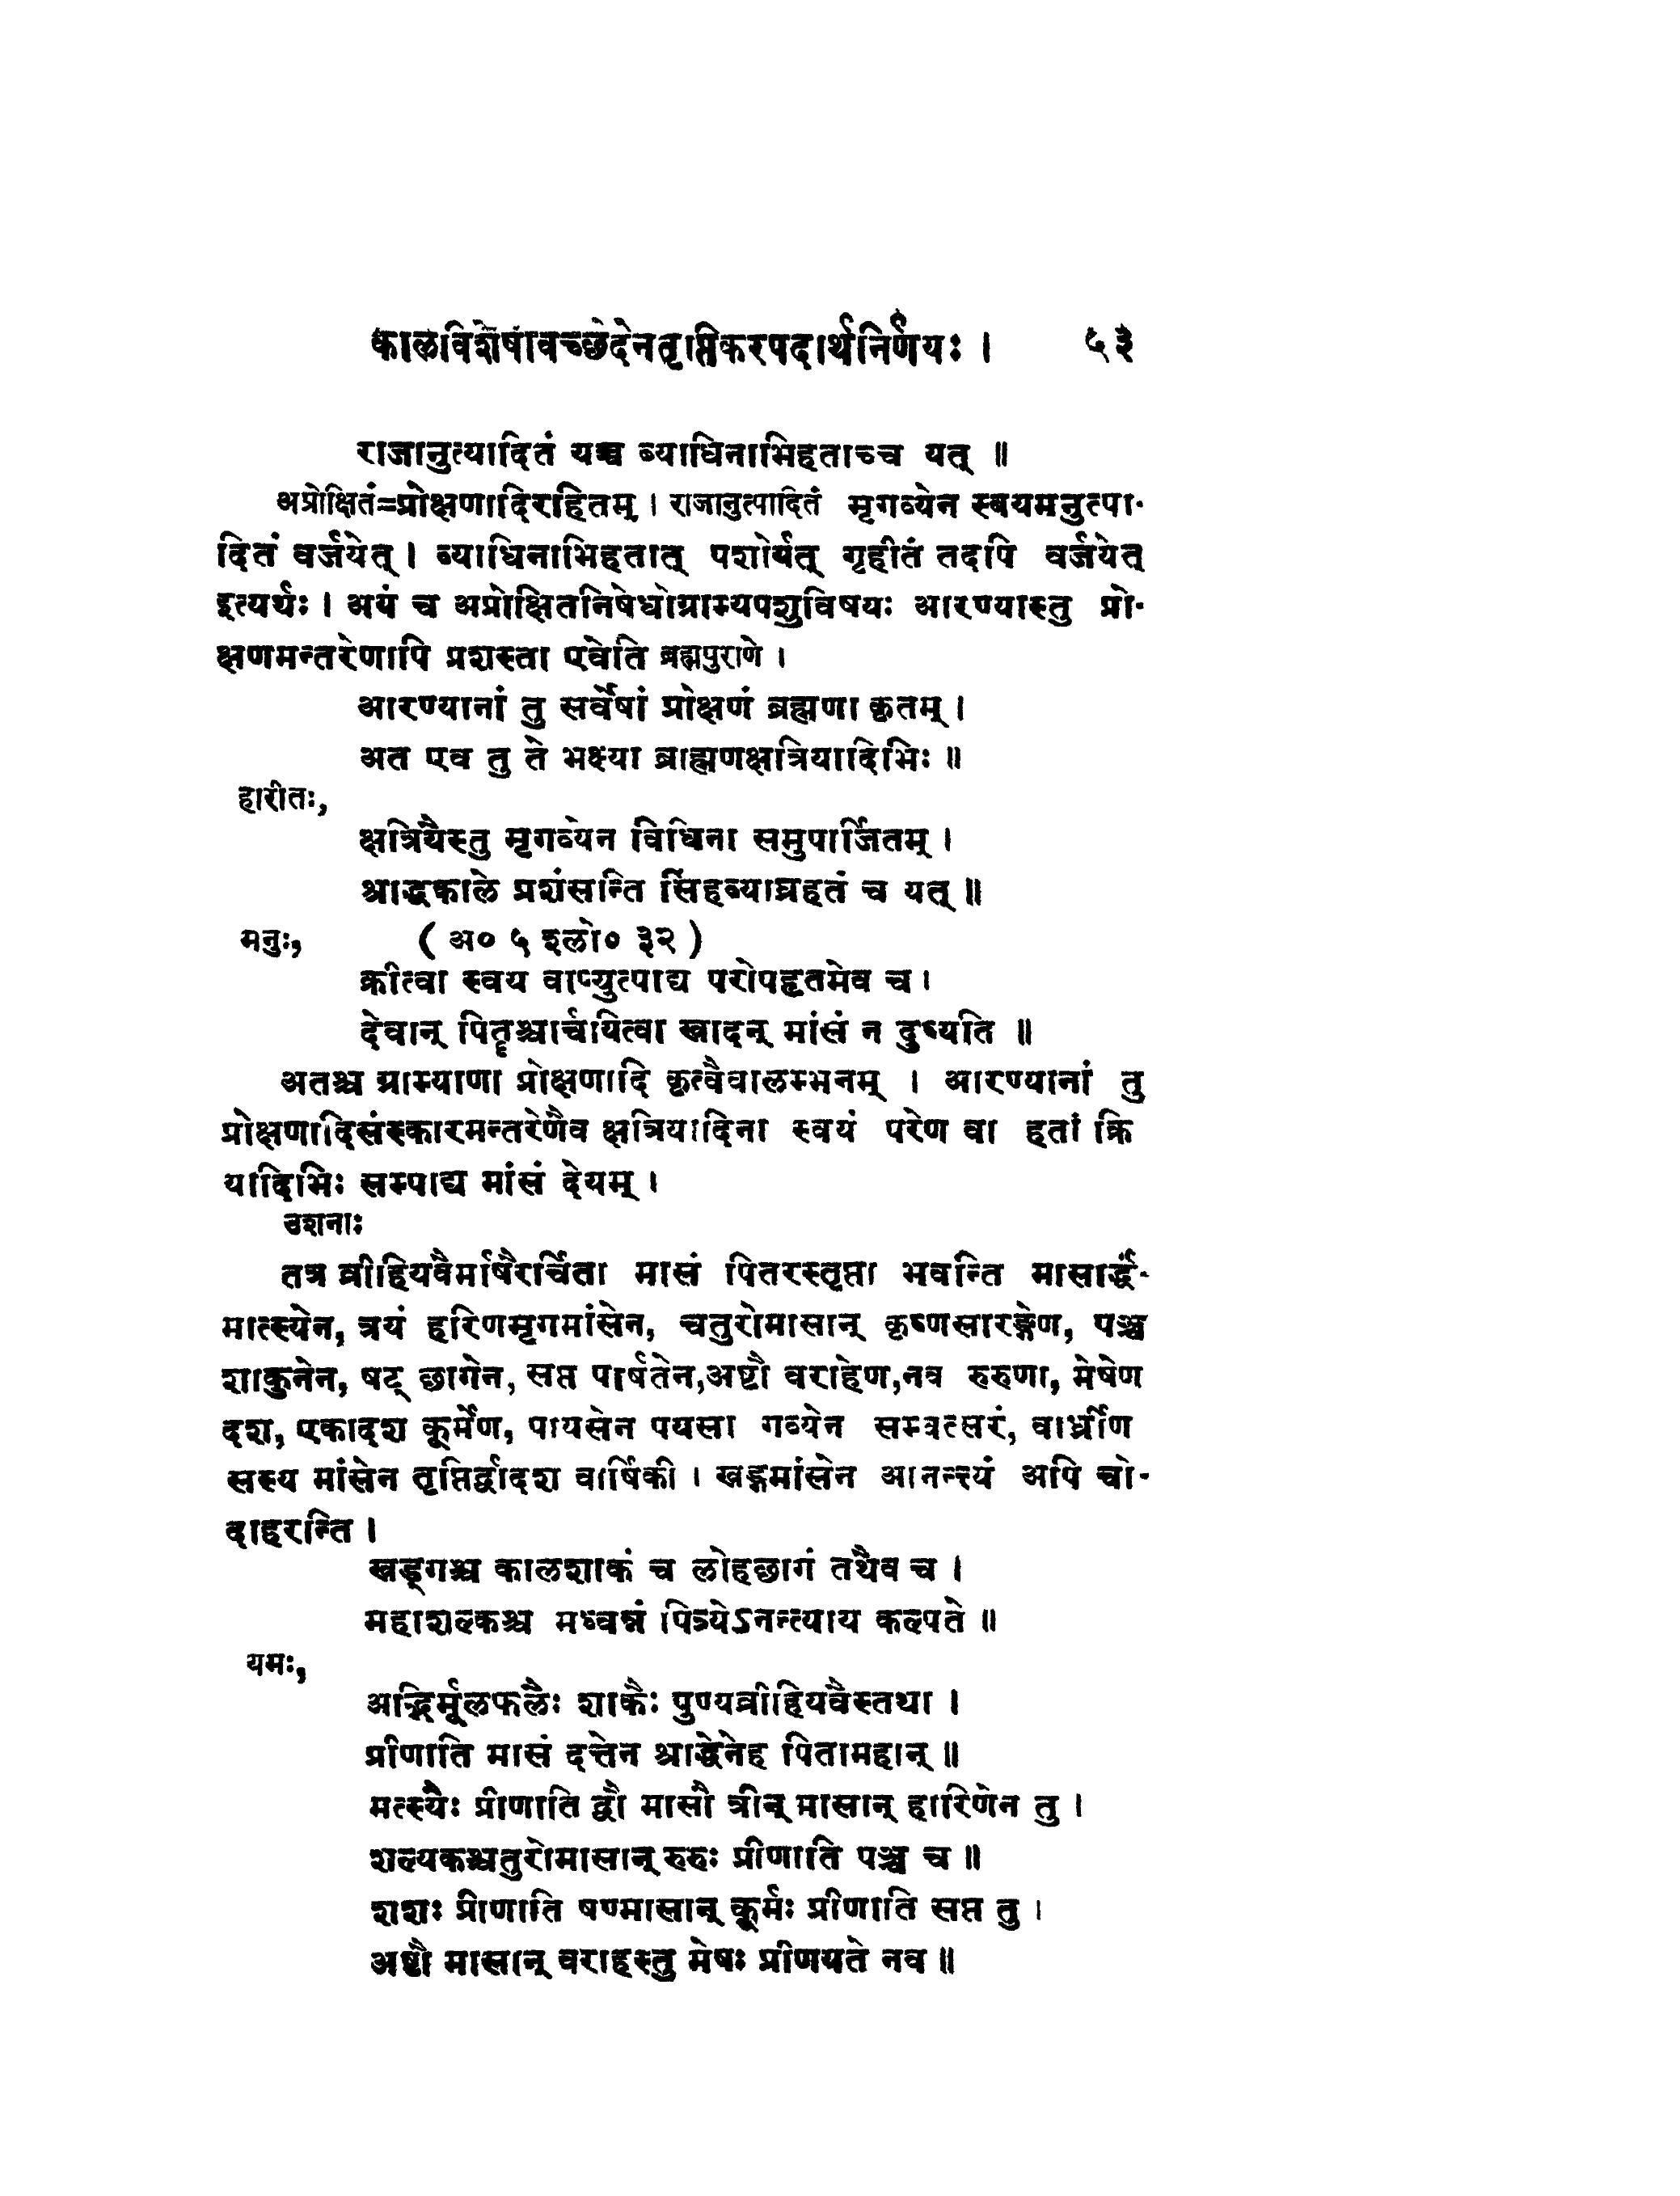 कालविशेषावच्छेदेनतृप्तिकरपदार्थनिर्णयः । ५३
राजानुत्यादितं यच्च व्याधिनाभिहताच्च यत् ॥
अप्रोक्षितं=प्रोक्षणादिरहितम् । राजानुत्पादितं मृगव्येन स्वयमनुत्पा-
दितं वर्जयेत् । व्याधिनाभिहतात् पशोर्यत् गृहीतं तदपि वर्जयेत्
इत्यर्थः । अयं च अप्रोक्षितनिषेधोग्राम्यपशुविषयः आरण्यास्तु प्रो-
क्षणमन्तरेणापि प्रशस्ता एवेति ब्रह्मपुराणे ।
आरण्यानां तु सर्वेषां प्रोक्षणं ब्रह्मणा कृतम् ।
अत एव तु ते भक्ष्या ब्राह्मणक्षत्रियादिभिः ॥
हारीतः,
क्षत्रियैस्तु मृगव्येन विधिना समुपार्जितम् ।
श्राद्धकाले प्रशंसन्ति सिंहव्याघ्रहतं च यत् ॥
मनुः, ( अ० ५ श्लो० ३२ )
क्रीत्वा स्वय वाप्युत्पाद्य परोपहृतमेव च ।
देवान् पितॄश्चार्चयित्वा खादन् मांसं न दुष्यति ॥
अतश्च ग्राम्याणा प्रोक्षणादि कृत्वैवालम्भनम् । आरण्यानां तु
प्रोक्षणादिसंस्कारमन्तरेणैव क्षत्रियादिना स्वयं परेण वा हतां क्रि
यादिभिः सम्पाद्य मांसं देयम् ।
उशनाः
तत्र व्रीहियवैर्माषैरर्चिता मासं पितरस्तृप्ता भवन्ति मासार्द्धं-
मात्स्येन, त्रयं हरिणमृगमांसेन, चतुरोमासान् कृष्णसारङ्गेण, पञ्च
शाकुनेन, षट् छागेन, सप्त पार्षतेन,अष्टौ वराहेण,नव रुरुणा, मेषेण
दश, एकादश कूर्मेण, पायसेन पयसा गव्येन सम्वत्सरं, वार्ध्रीण
सस्य मांसेन तृप्तिर्द्वादश वार्षिकी । खड्गमांसेन आनन्त्यं अपि चो-
दाहरन्ति ।
खड्गश्च कालशाकं च लोहछागं तथैव च ।
महाशल्कश्च मध्वन्नं पित्र्येऽनन्त्याय कल्पते ॥
यमः,
अद्भिर्मूलफलैः शाकैः पुण्यव्रीहियवैस्तथा ।
प्रीणाति मासं दत्तेन श्राद्धेनेह पितामहान् ॥
मत्स्यैः प्रीणाति द्वौ मासौ त्रीन् मासान् हारिणेन तु ।
शल्यकश्चतुरोमासान् रुरुः प्रीणाति पञ्च च ॥
शशः प्रीणाति षण्मासान् कूर्मः प्रीणाति सप्त तु ।
अष्टौ मासान् वराहस्तु मेषः प्रीणयते नव ॥